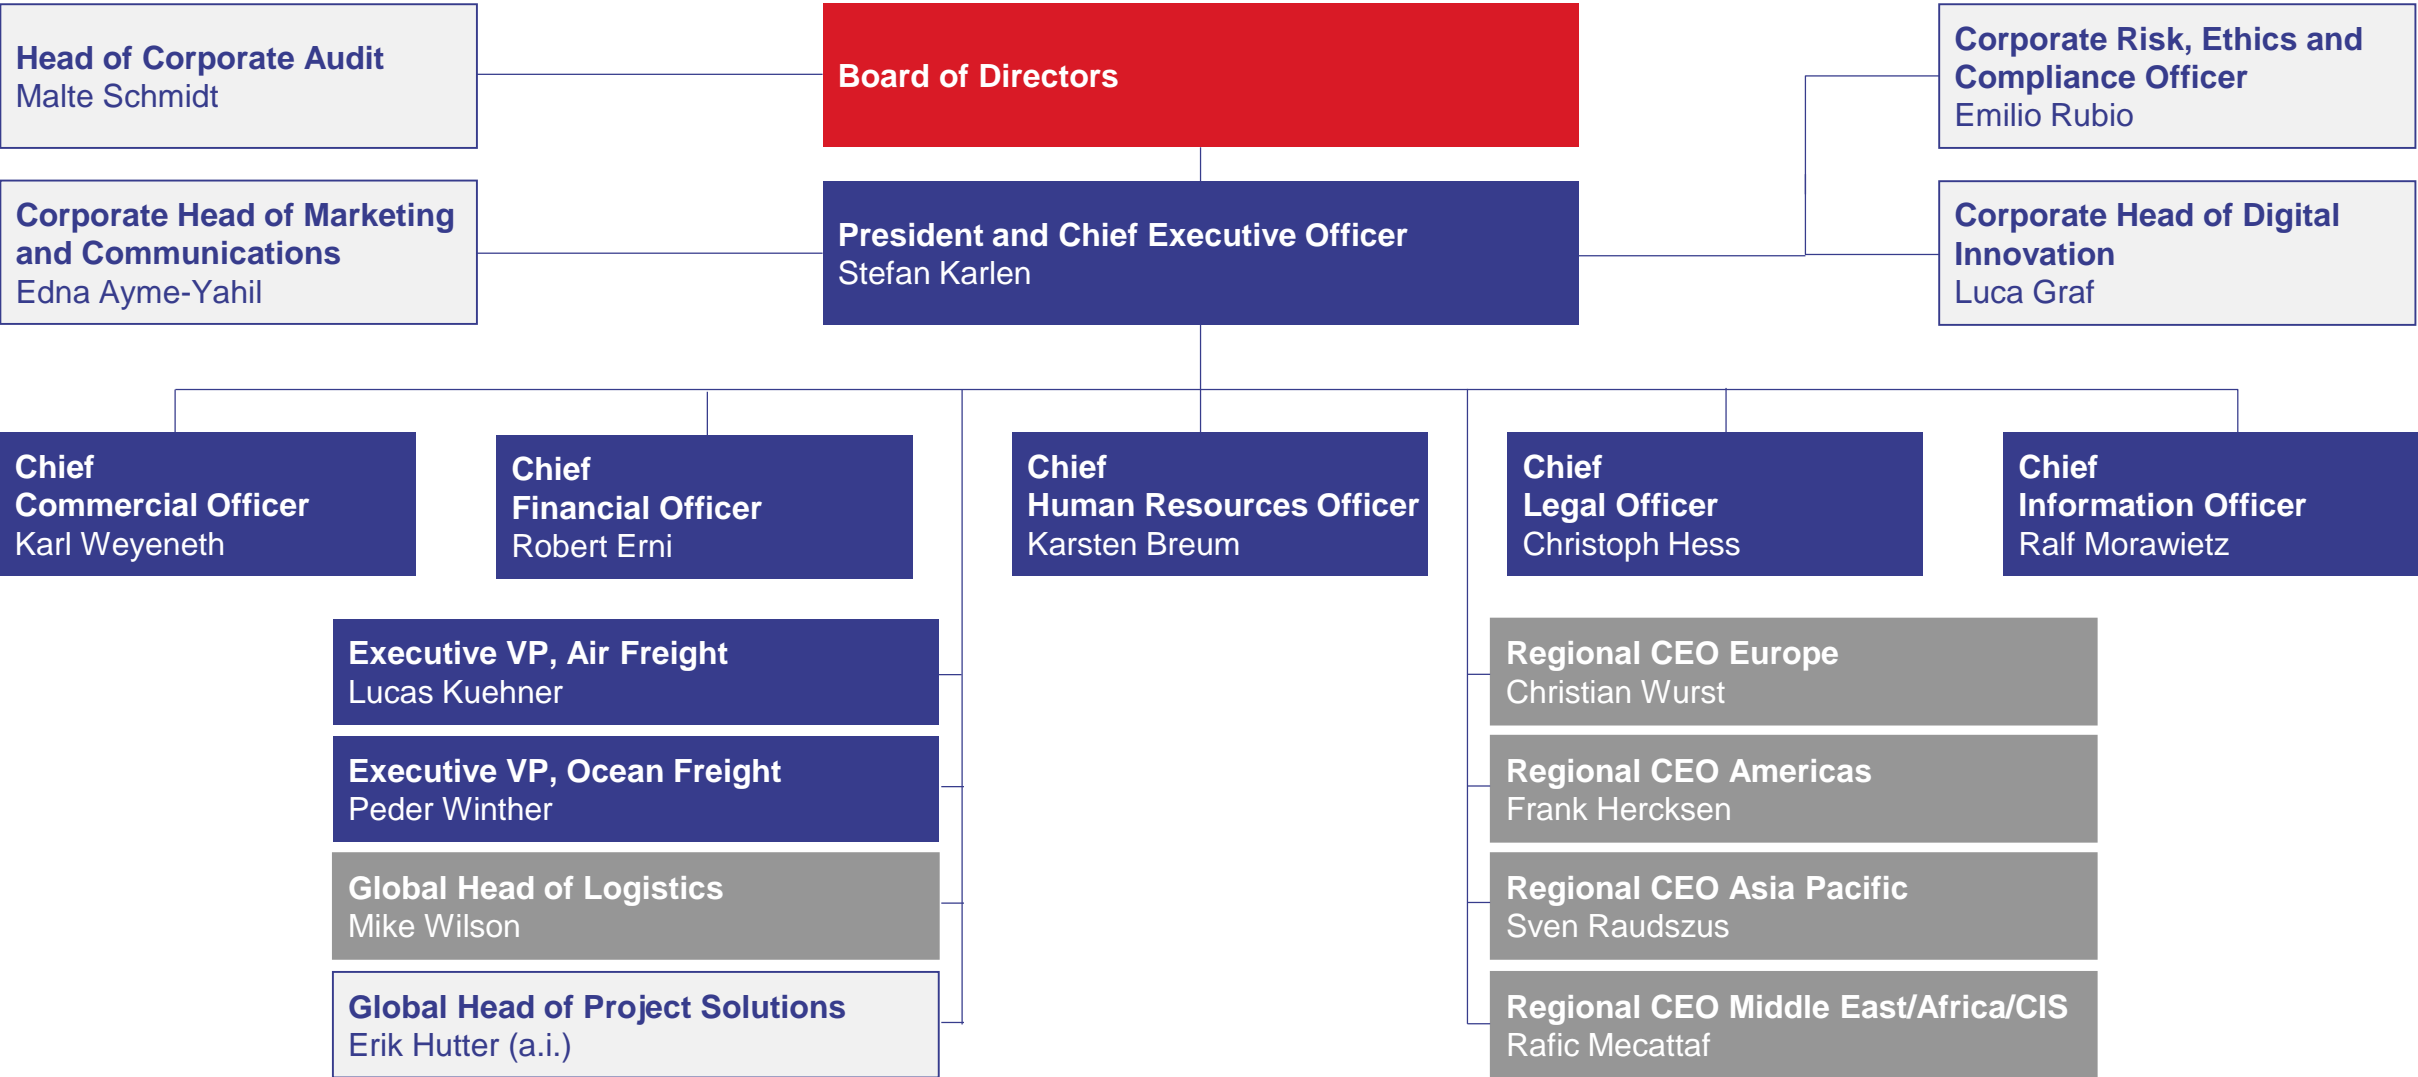 Head of Corporate Audit
Malte Schmidt
Board of Directors
Corporate Risk, Ethics and
Compliance Officer
Emilio Rubio
Corporate Head of Marketing
and Communications
Edna Ayme-Yahil
President and Chief Executive Officer
Stefan Karlen
Corporate Head of Digital
Innovation
Luca Graf
Chief
Commercial Officer
Karl Weyeneth
Chief
Financial Officer
Robert Erni
Chief
Human Resources Officer
Karsten Breum
Chief
Legal Officer
Christoph Hess
Chief
Information Officer
Ralf Morawietz
Executive VP, Air Freight
Lucas Kuehner
Executive VP, Ocean Freight
Peder Winther
Global Head of Logistics
Mike Wilson
Global Head of Project Solutions
Erik Hutter (a.i.)
Regional CEO Europe
Christian Wurst
Regional CEO Americas
Frank Hercksen
Regional CEO Asia Pacific
Sven Raudszus
Regional CEO Middle East/Africa/CIS
Rafic Mecattaf